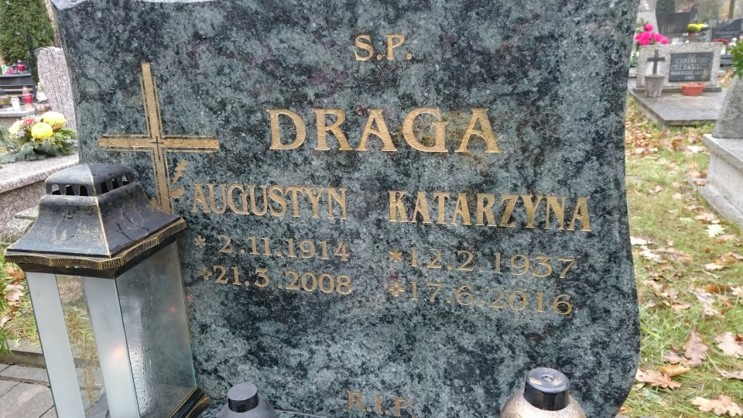 S.P.
DRAGA
AUGUSTYN KATARZYNA
* 2.11.1914 * 12.2.1937
+21.3.2008 +17.6.2016
R.I.P.